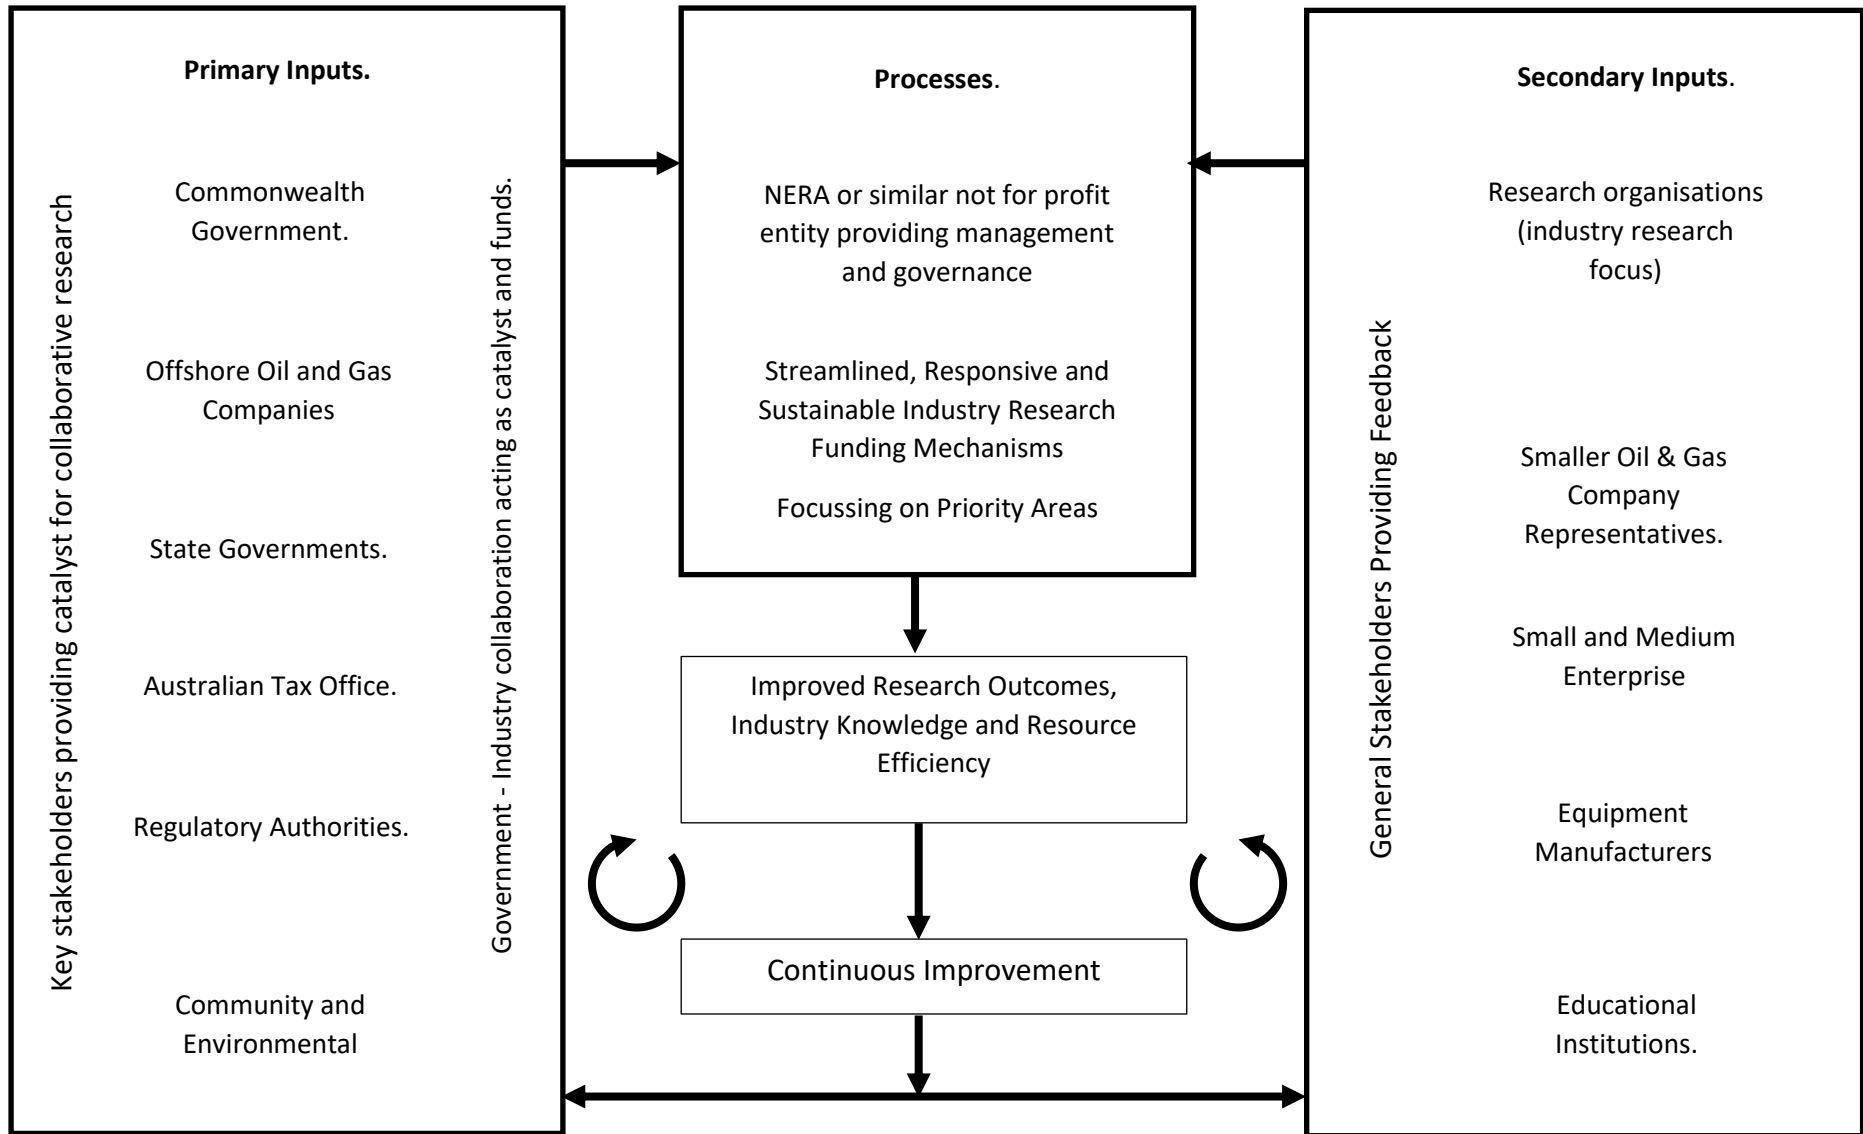 Primary Inputs.
Key stakeholders providing catalyst for collaborative research
Commonwealth
Government.
Offshore Oil and Gas
Companies
State Governments.
Australian Tax Office.
Regulatory Authorities.
Community and
Environmental
Government - Industry collaboration acting as catalyst and funds.
Processes.
NERA or similar not for profit
entity providing management
and governance
Streamlined, Responsive and
Sustainable Industry Research
Funding Mechanisms
Focussing on Priority Areas
Improved Research Outcomes,
Industry Knowledge and Resource
Efficiency
Continuous Improvement
Secondary Inputs.
General Stakeholders Providing Feedback
Research organisations
(industry research
focus)
Smaller Oil & Gas
Company
Representatives.
Small and Medium
Enterprise
Equipment
Manufacturers
Educational
Institutions.